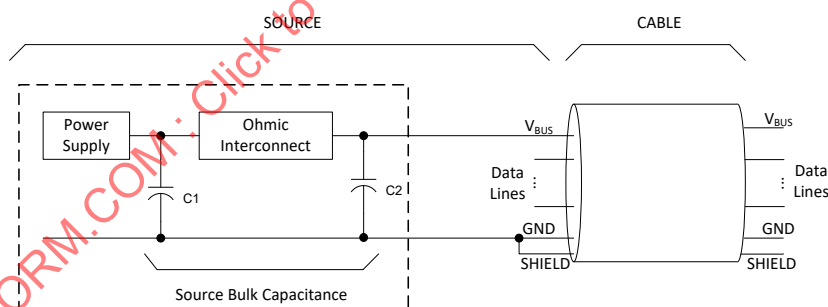 SOURCE
CABLE
Power
Supply
Ohmic
Interconnect
C1
C2
VBUS
Data
Lines
...
GND
SHIELD
VBUS
Data
Lines
...
GND
SHIELD
Source Bulk Capacitance
ORM.COM : Click to